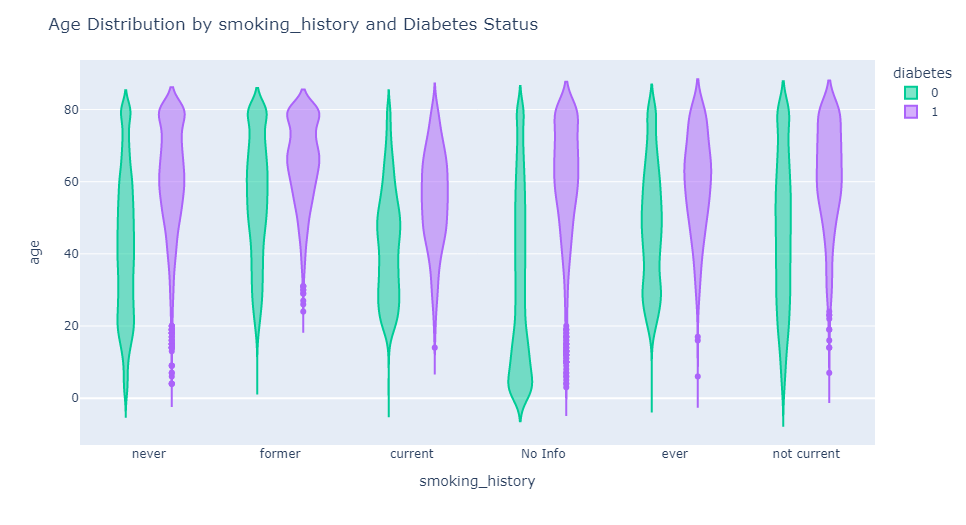 Age Distribution by smoking_history and Diabetes Status
diabetes
0
1
age
80
60
40
20
0
never former current No Info ever not current
smoking_history